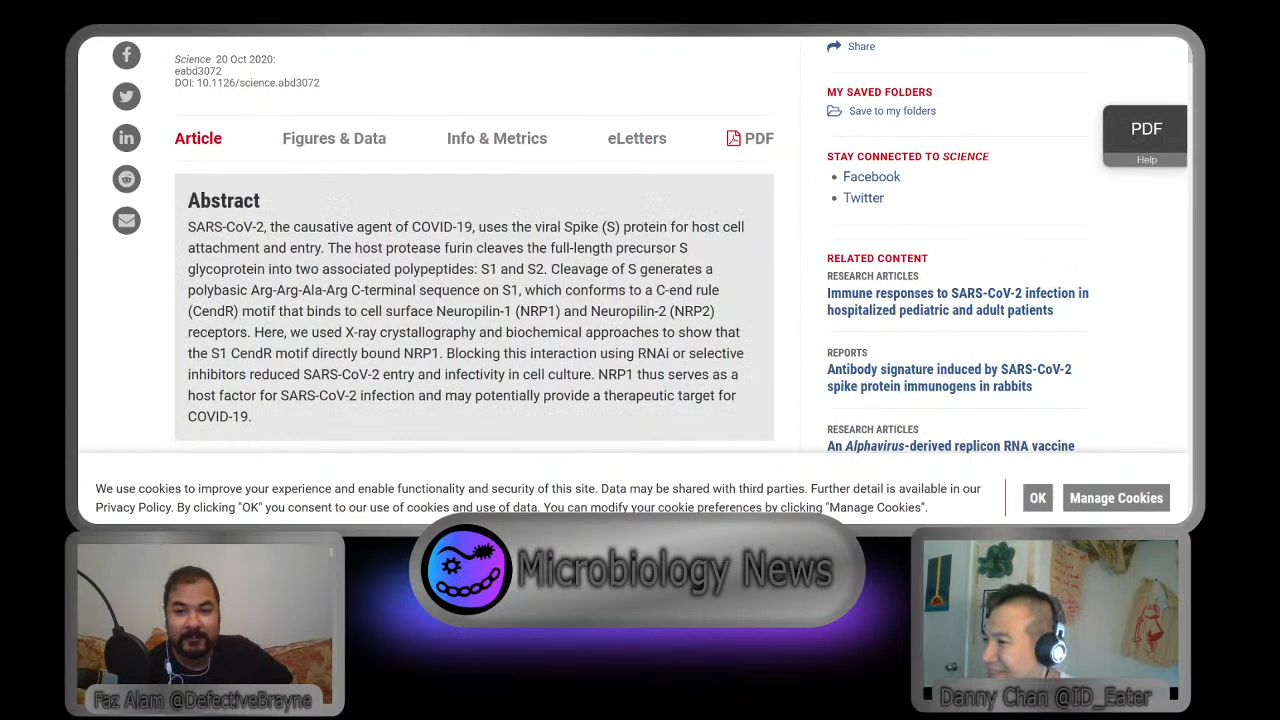 Science 20 Oct 2020:
eabd3072
DOI: 10.1126/science.abd3072
Article
Figures & Data
Info & Metrics
eLetters
PDF
Abstract
SARS-CoV-2, the causative agent of COVID-19, uses the viral Spike (S) protein for host cell
attachment and entry. The host protease furin cleaves the full-length precursor S
glycoprotein into two associated polypeptides: S1 and S2. Cleavage of S generates a
polybasic Arg-Arg-Ala-Arg C-terminal sequence on S1, which conforms to a C-end rule
(CendR) motif that binds to cell surface Neuropilin-1 (NRP1) and Neuropilin-2 (NRP2)
receptors. Here, we used X-ray crystallography and biochemical approaches to show that
the S1 CendR motif directly bound NRP1. Blocking this interaction using RNAi or selective
inhibitors reduced SARS-CoV-2 entry and infectivity in cell culture. NRP1 thus serves as a
host factor for SARS-CoV-2 infection and may potentially provide a therapeutic target for
COVID-19.
Share
MY SAVED FOLDERS
Save to my folders
STAY CONNECTED TO SCIENCE
• Facebook
• Twitter
RELATED CONTENT
RESEARCH ARTICLES
Immune responses to SARS-CoV-2 infection in
hospitalized pediatric and adult patients
REPORTS
Antibody signature induced by SARS-CoV-2
spike protein immunogens in rabbits
RESEARCH ARTICLES
An Alphavirus-derived replicon RNA vaccine
PDF
Help
We use cookies to improve your experience and enable functionality and security of this site. Data may be shared with third parties. Further detail is available in our
Privacy Policy. By clicking "OK" you consent to our use of cookies and use of data. You can modify your cookie preferences by clicking "Manage Cookies".
OK
Manage Cookies
Microbiology News
Faz Alam @DefectiveBrayne
Danny Chan @ID_Eater